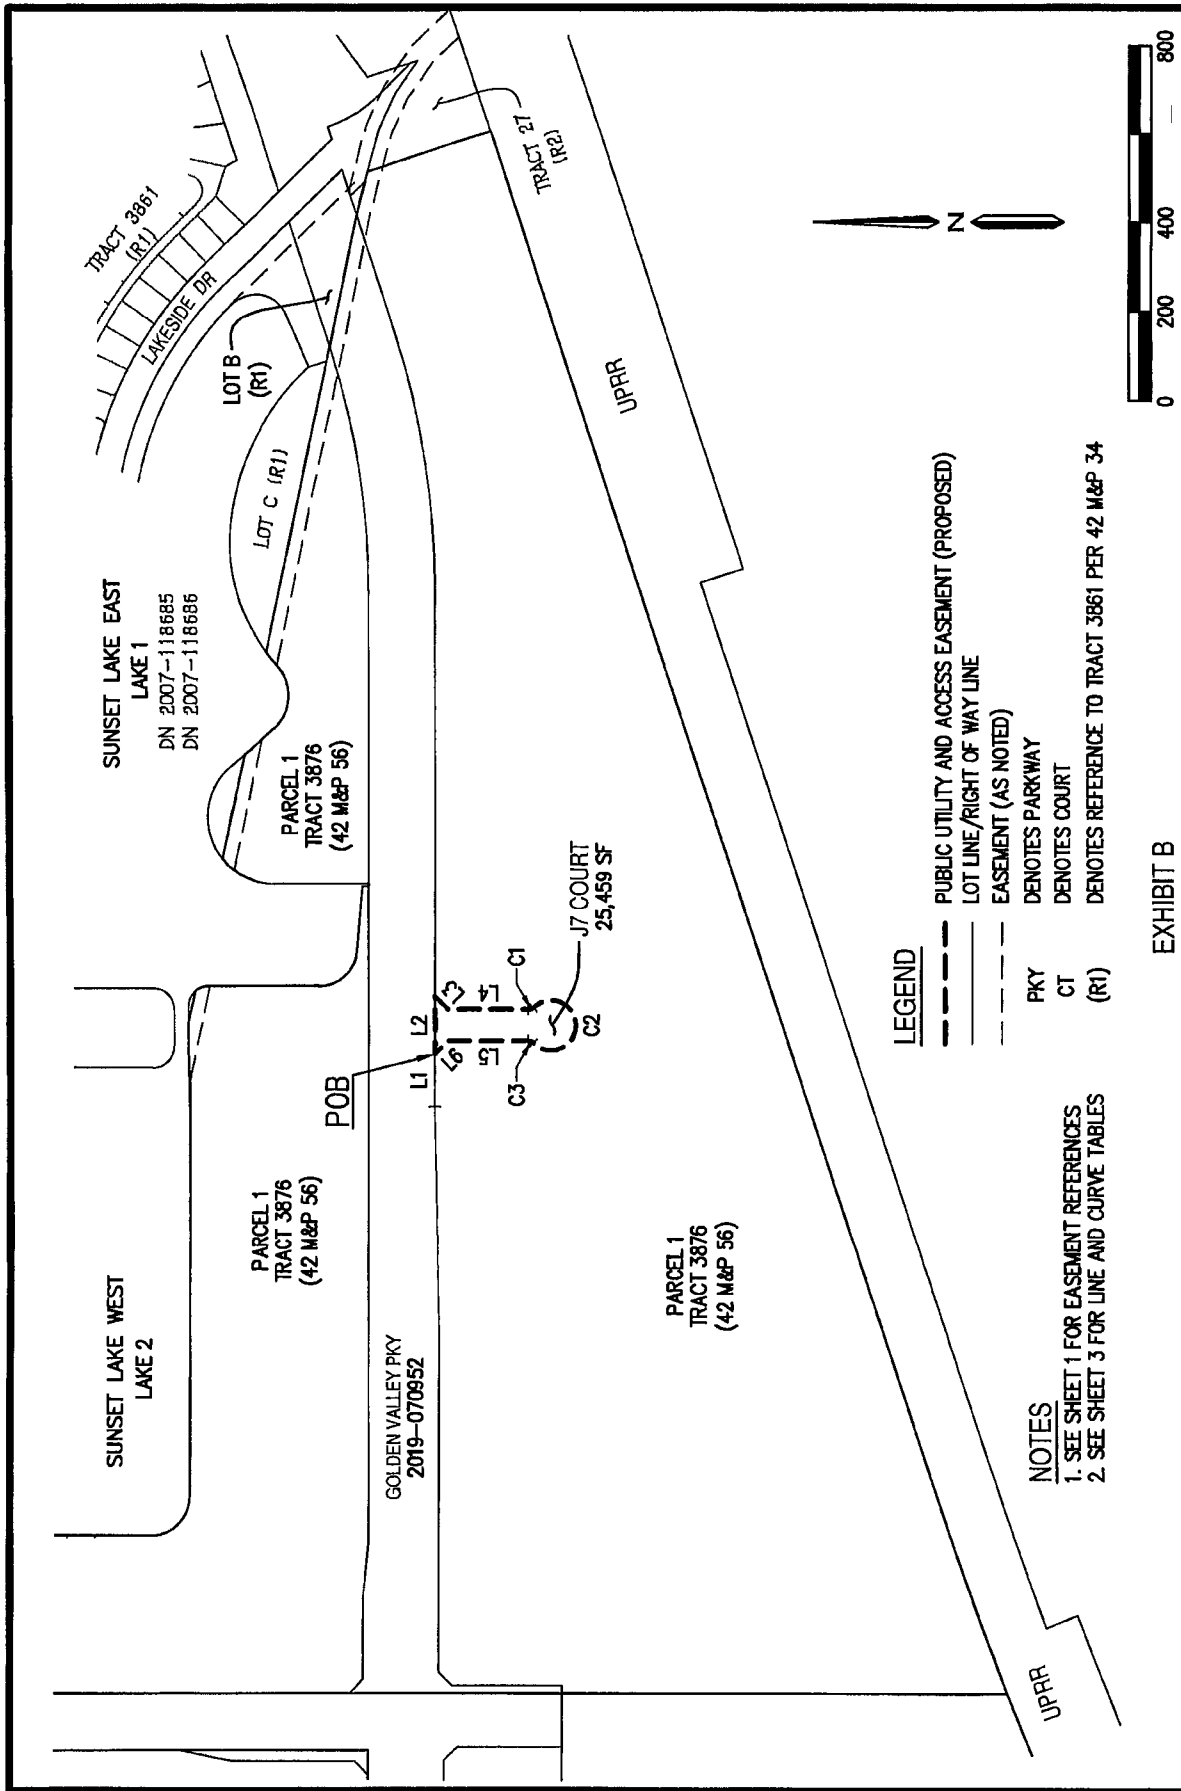 SUNSET LAKE WEST
LAKE 2
SUNSET LAKE EAST
LAKE 1
DN 2007-118685
DN 2007-118686
TRACT 3861
(R1)
LAKESIDE DR
LOT B
(R1)
LOT C (R1)
PARCEL 1
TRACT 3876
(42 M&P 56)
PARCEL 1
TRACT 3876
(42 M&P 56)
GOLDEN VALLEY PKY
2019-070952
POB
L1
L2
L3
L4
L5
L6
C1
C2
C3
J7 COURT
25,459 SF
TRACT 27
(R2)
PARCEL 1
TRACT 3876
(42 M&P 56)
UPRR
UPRR
N
NOTES
1. SEE SHEET 1 FOR EASEMENT REFERENCES
2. SEE SHEET 3 FOR LINE AND CURVE TABLES
LEGEND
PUBLIC UTILITY AND ACCESS EASEMENT (PROPOSED)
LOT LINE/RIGHT OF WAY LINE
EASEMENT (AS NOTED)
PKY DENOTES PARKWAY
CT DENOTES COURT
(R1) DENOTES REFERENCE TO TRACT 3861 PER 42 M&P 34
0 200 400 800
EXHIBIT B